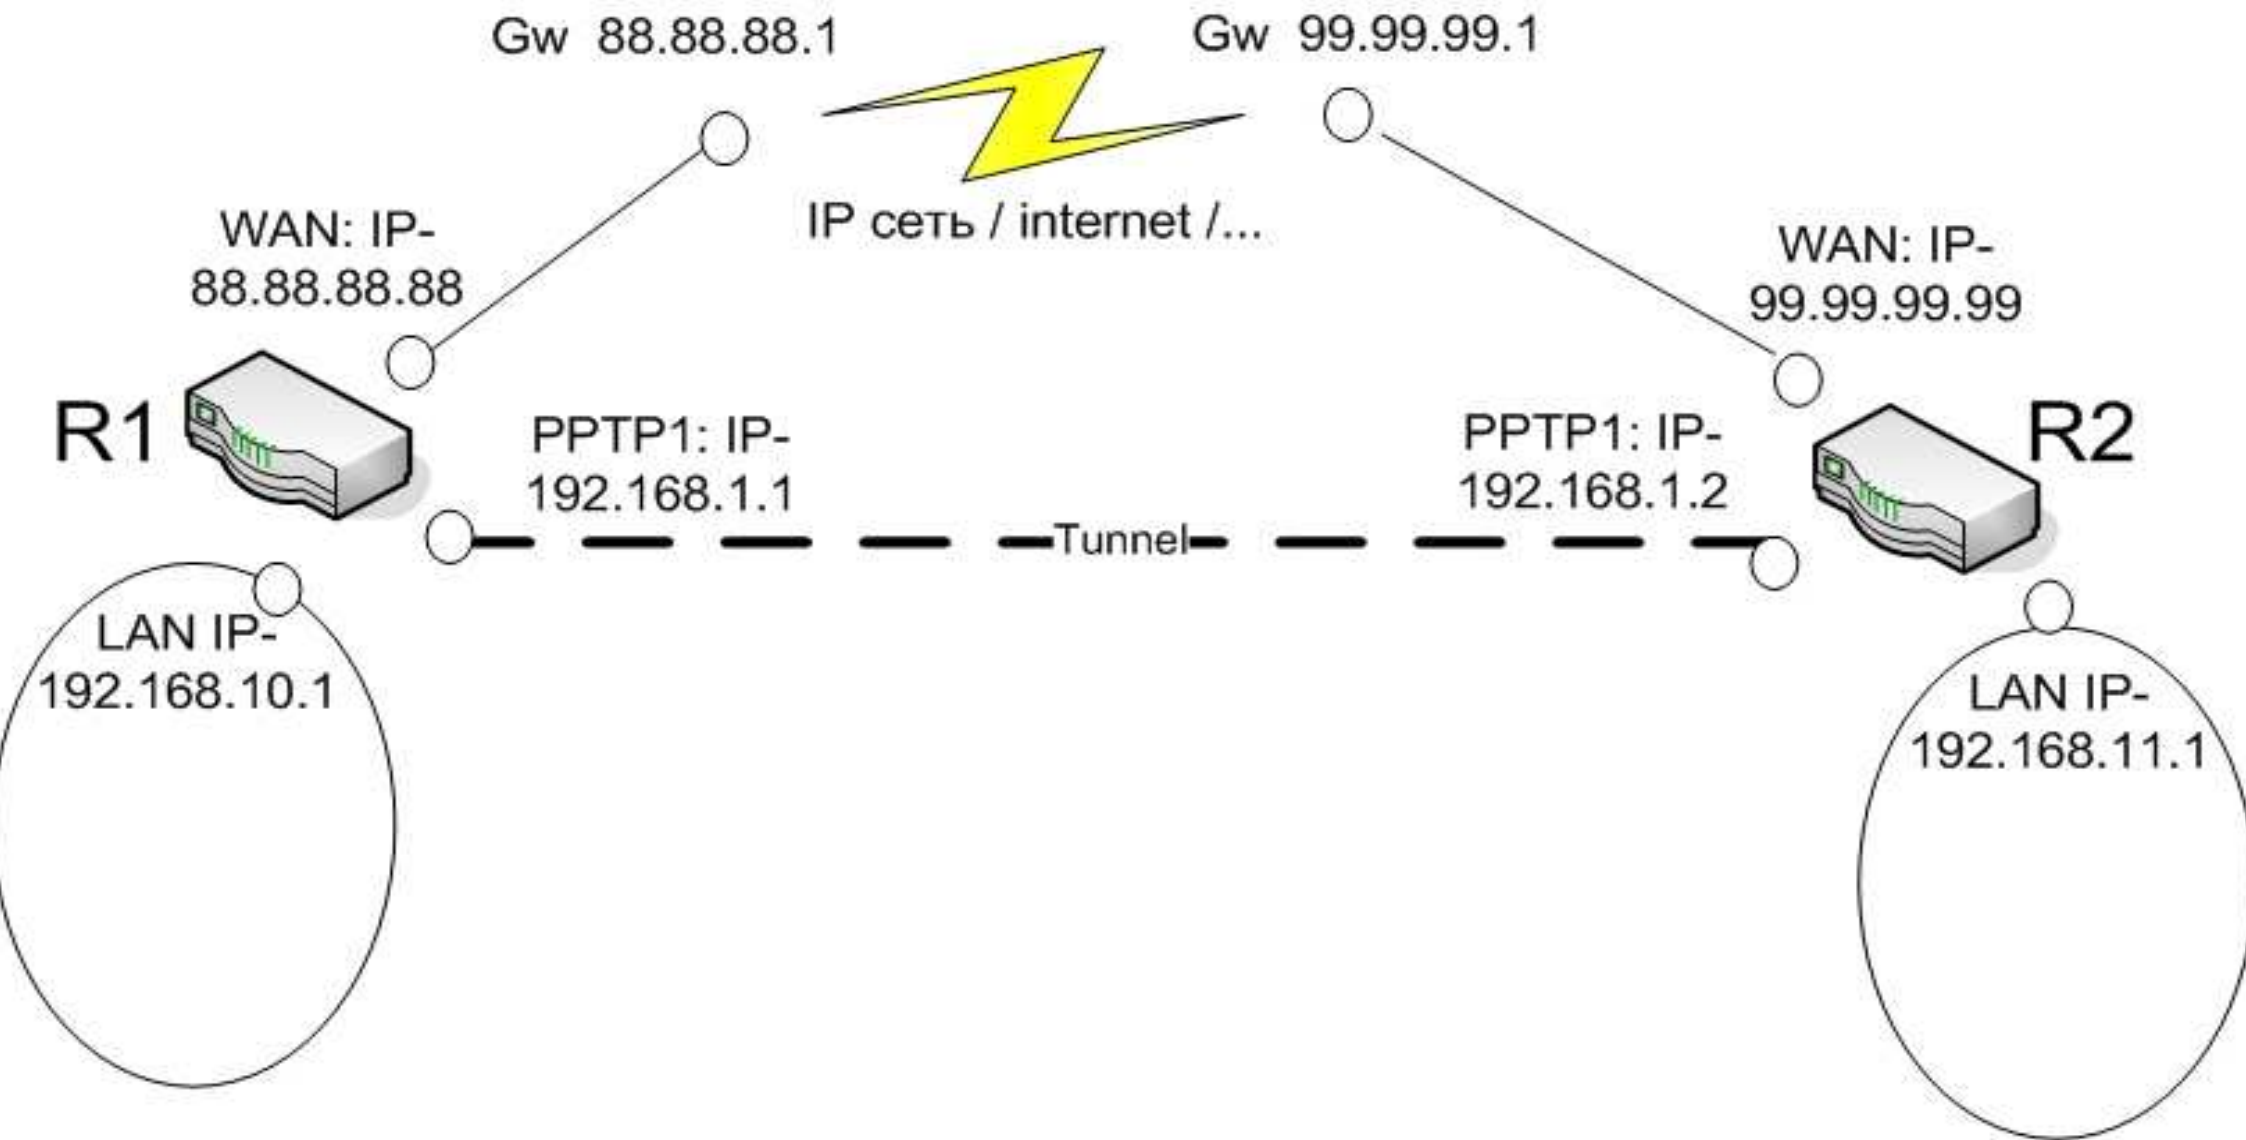 Gw 88.88.88.1
Gw 99.99.99.1
IP сеть / internet /...
WAN: IP-
88.88.88.88
WAN: IP-
99.99.99.99
R1
R2
PPTP1: IP-
192.168.1.1
PPTP1: IP-
192.168.1.2
Tunnel
LAN IP-
192.168.10.1
LAN IP-
192.168.11.1